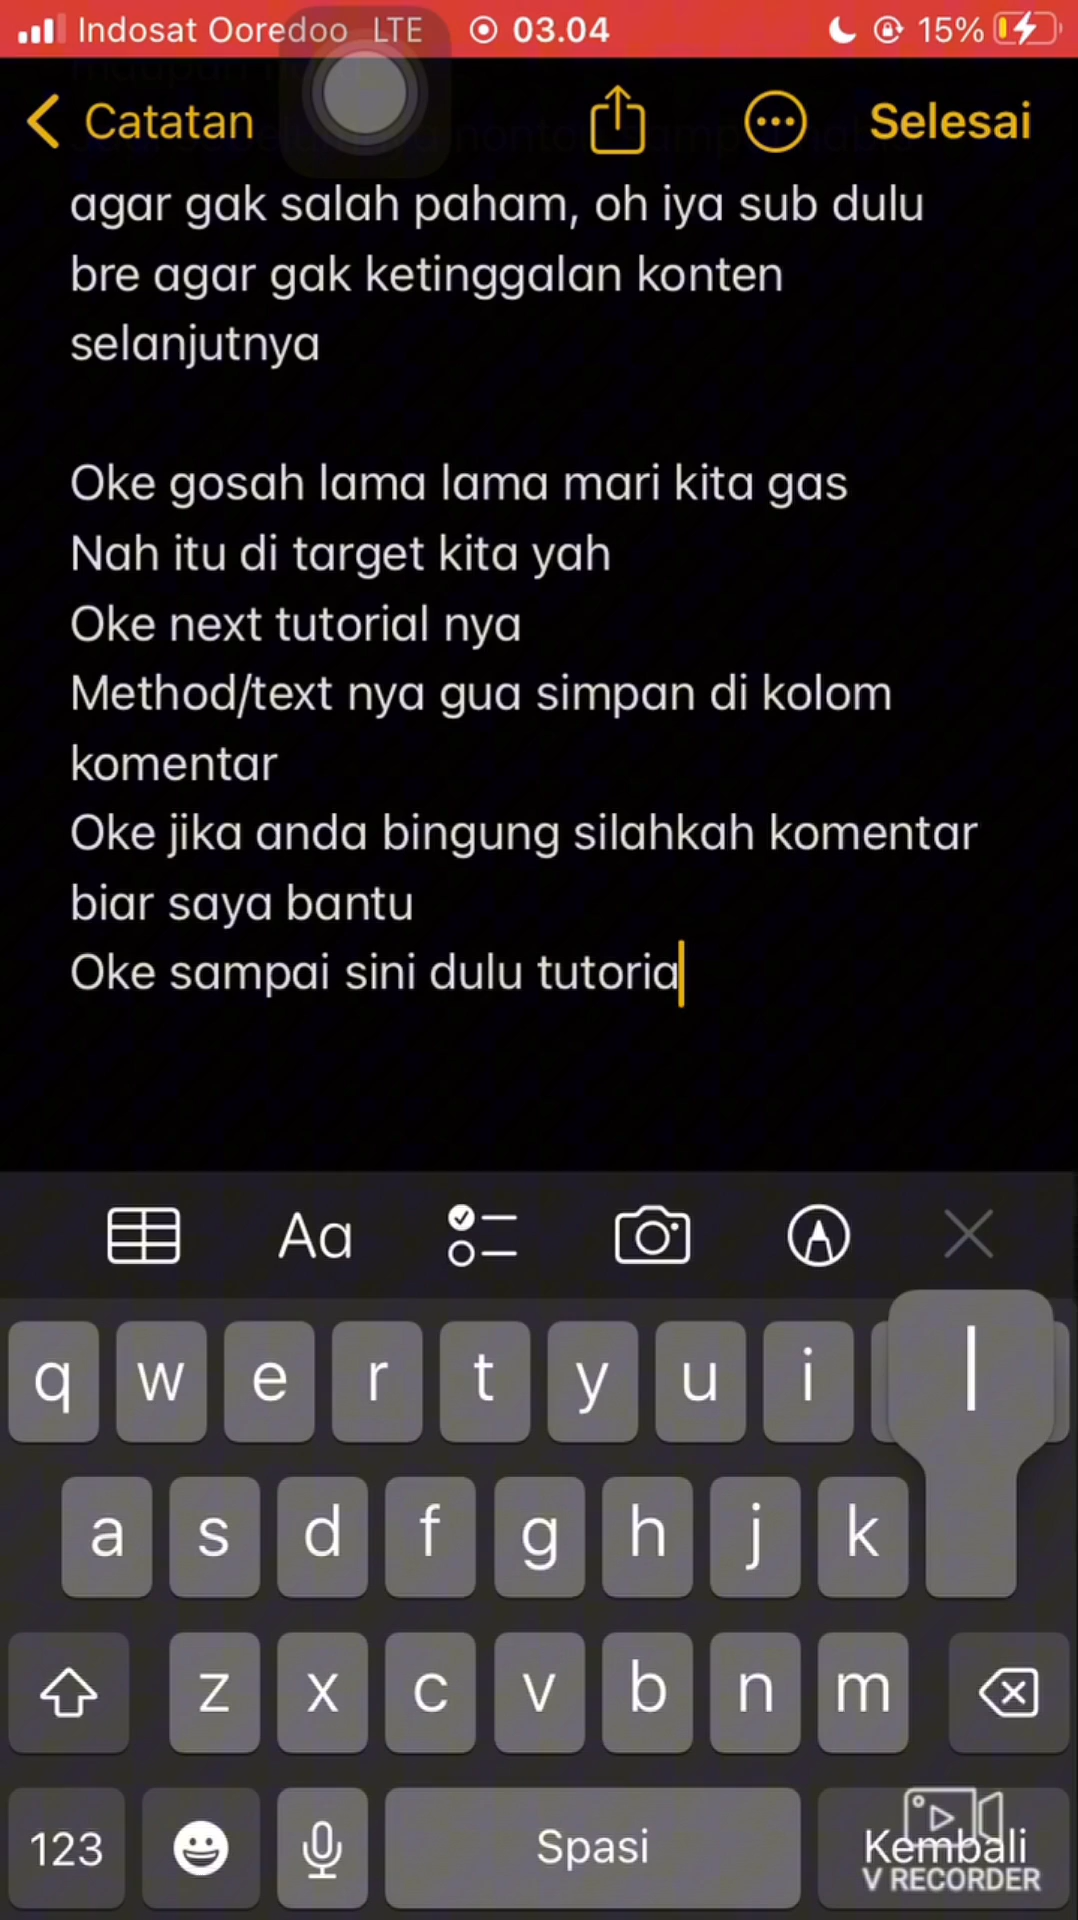 Indosat Ooredoo LTE 03.04 15%
Catatan Selesai
agar gak salah paham, oh iya sub dulu
bre agar gak ketinggalan konten
selanjutnya
Oke gosah lama lama mari kita gas
Nah itu di target kita yah
Oke next tutorial nya
Method/text nya gua simpan di kolom
komentar
Oke jika anda bingung silahkah komentar
biar saya bantu
Oke sampai sini dulu tutoria
Aa
q w e r t y u i l
a s d f g h j k
z x c v b n m
123 Spasi Kembali
V RECORDER